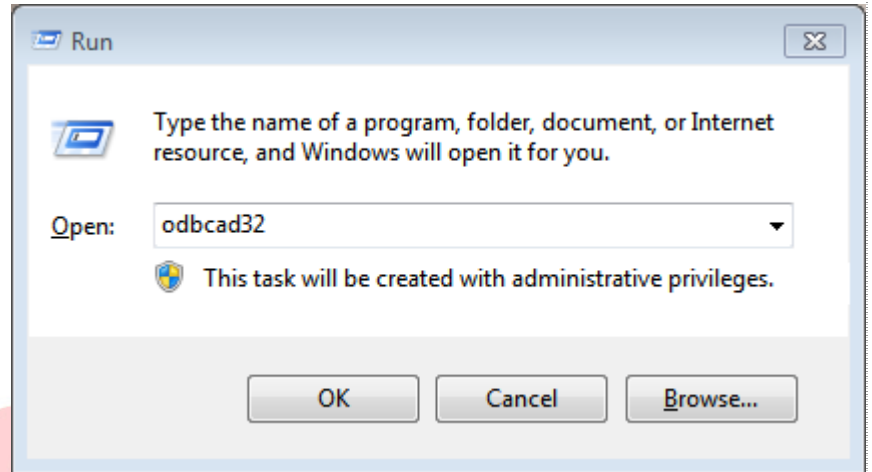 Run
Type the name of a program, folder, document, or Internet
resource, and Windows will open it for you.
Open: odbcad32
This task will be created with administrative privileges.
OK Cancel Browse...